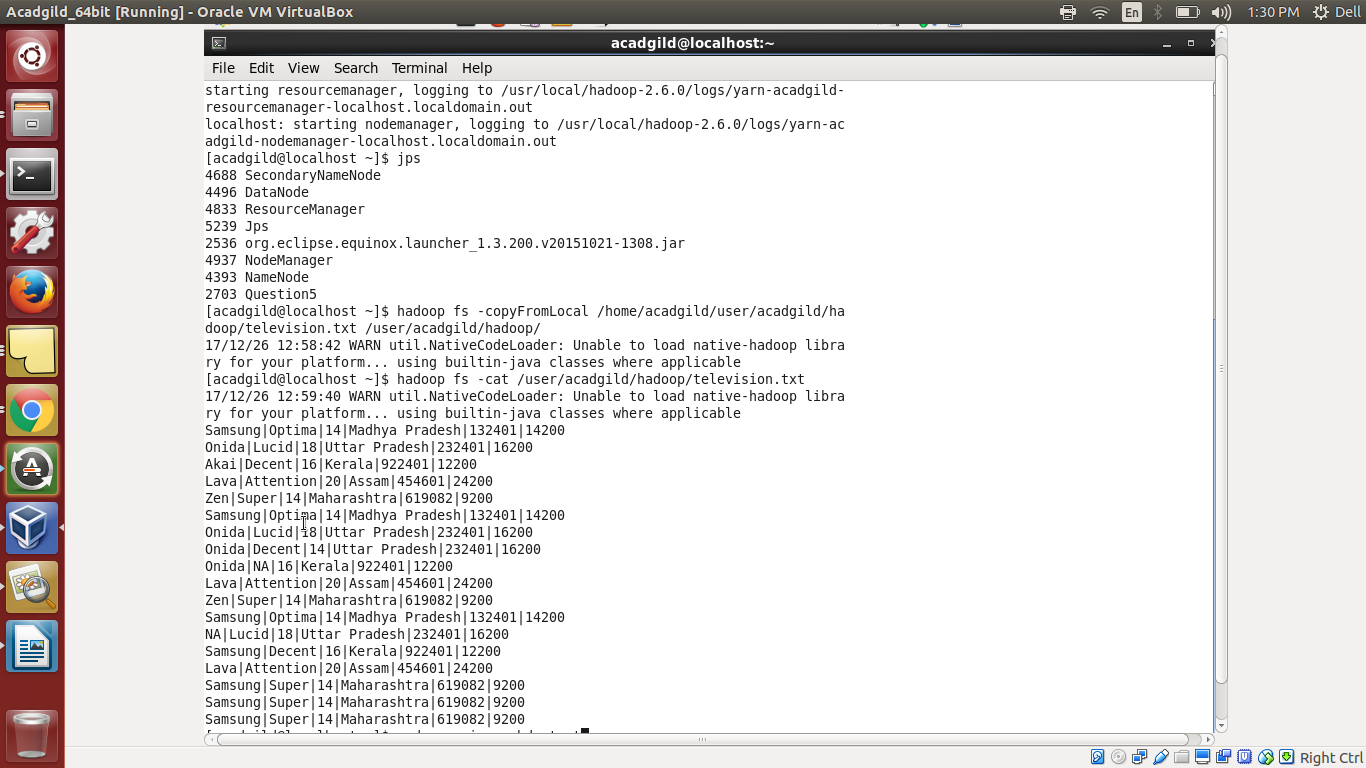 Acadgild_64bit [Running] - Oracle VM VirtualBox
En
1:30 PM
Dell
acadgild@localhost:~
File Edit View Search Terminal Help
starting resourcemanager, logging to /usr/local/hadoop-2.6.0/logs/yarn-acadgild-
resourcemanager-localhost.localdomain.out
localhost: starting nodemanager, logging to /usr/local/hadoop-2.6.0/logs/yarn-ac
adgild-nodemanager-localhost.localdomain.out
[acadgild@localhost ~]$ jps
4688 SecondaryNameNode
4496 DataNode
4833 ResourceManager
5239 Jps
2536 org.eclipse.equinox.launcher_1.3.200.v20151021-1308.jar
4937 NodeManager
4393 NameNode
2703 Question5
[acadgild@localhost ~]$ hadoop fs -copyFromLocal /home/acadgild/user/acadgild/ha
doop/television.txt /user/acadgild/hadoop/
17/12/26 12:58:42 WARN util.NativeCodeLoader: Unable to load native-hadoop libra
ry for your platform... using builtin-java classes where applicable
[acadgild@localhost ~]$ hadoop fs -cat /user/acadgild/hadoop/television.txt
17/12/26 12:59:40 WARN util.NativeCodeLoader: Unable to load native-hadoop libra
ry for your platform... using builtin-java classes where applicable
Samsung|Optima|14|Madhya Pradesh|132401|14200
Onida|Lucid|18|Uttar Pradesh|232401|16200
Akai|Decent|16|Kerala|922401|12200
Lava|Attention|20|Assam|454601|24200
Zen|Super|14|Maharashtra|619082|9200
Samsung|Optima|14|Madhya Pradesh|132401|14200
Onida|Lucid|18|Uttar Pradesh|232401|16200
Onida|Decent|14|Uttar Pradesh|232401|16200
Onida|NA|16|Kerala|922401|12200
Lava|Attention|20|Assam|454601|24200
Zen|Super|14|Maharashtra|619082|9200
Samsung|Optima|14|Madhya Pradesh|132401|14200
NA|Lucid|18|Uttar Pradesh|232401|16200
Samsung|Decent|16|Kerala|922401|12200
Lava|Attention|20|Assam|454601|24200
Samsung|Super|14|Maharashtra|619082|9200
Samsung|Super|14|Maharashtra|619082|9200
Samsung|Super|14|Maharashtra|619082|9200
Right Ctrl